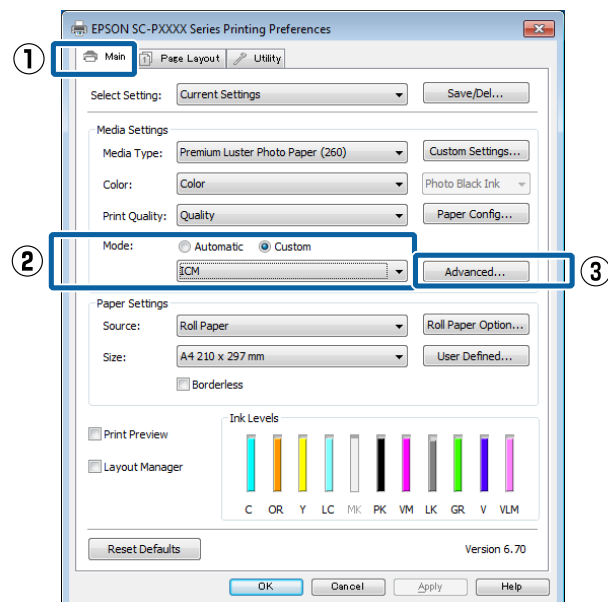 EPSON SC-PXXXX Series Printing Preferences
1
Main Page Layout Utility
Select Setting: Current Settings Save/Del...
Media Settings
Media Type: Premium Luster Photo Paper (260) Custom Settings...
Color: Color Photo Black Ink
Print Quality: Quality Paper Config...
2
Mode: Automatic Custom
ICM Advanced... 3
Paper Settings
Source: Roll Paper Roll Paper Option...
Size: A4 210 x 297 mm User Defined...
Borderless
Ink Levels
Print Preview
Layout Manager
C OR Y LC MK PK VM LK GR V VLM
Reset Defaults Version 6.70
OK Cancel Apply Help